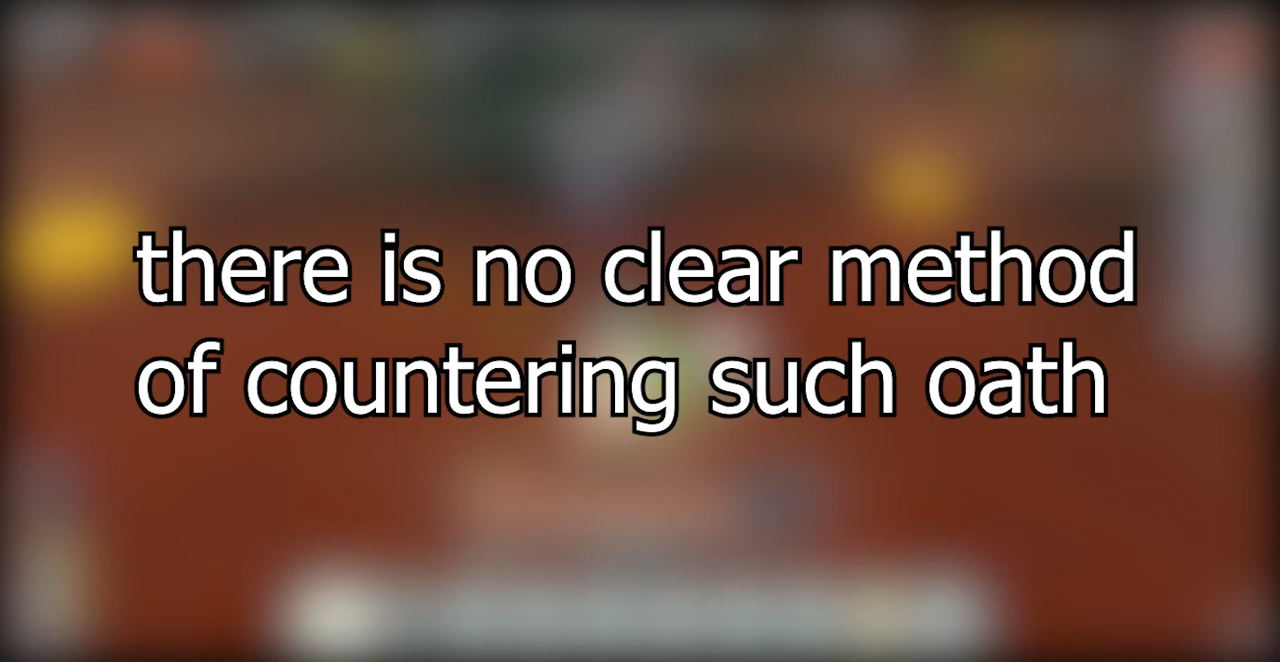 there is no clear method
of countering such oath